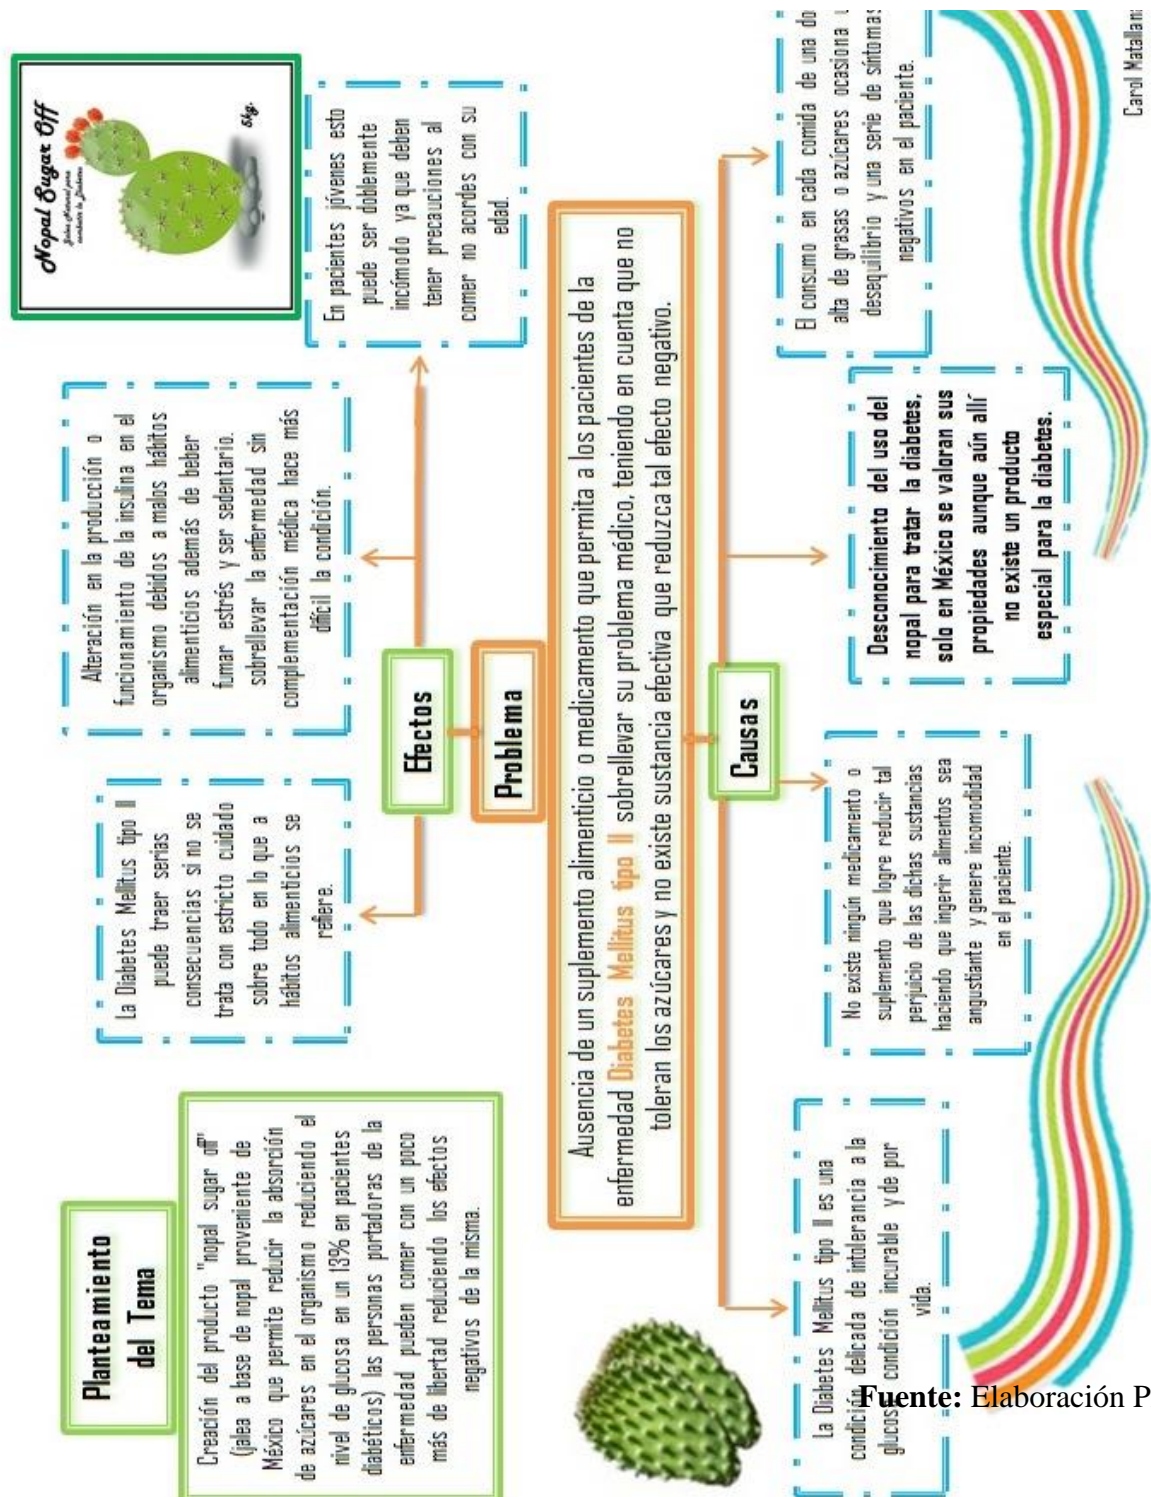 Planteamiento
del Tema
Creación del producto "nopal sugar off"
(jalea a base de nopal proveniente de
México que permite reducir la absorción
de azúcares en el organismo reduciendo el
nivel de glucosa en un 13% en pacientes
diabéticos) las personas portadoras de la
enfermedad pueden comer con un poco
más de libertad reduciendo los efectos
negativos de la misma.
La Diabetes Mellitus tipo II
puede traer serias
consecuencias si no se
trata con estricto cuidado
sobre todo en lo que a
hábitos alimenticios se
refiere.
Alteración en la producción o
funcionamiento de la insulina en el
organismo debidos a malos hábitos
alimenticios además de beber
fumar estrés y ser sedentario.
sobrellevar la enfermedad sin
complementación médica hace más
difícil la condición.
Nopal Sugar Off
Jalea Natural para
combatir la Diabetes
5kg.
En pacientes jóvenes esto
puede ser doblemente
incómodo ya que deben
tener precauciones al
comer no acordes con su
edad.
Efectos
Problema
Ausencia de un suplemento alimenticio o medicamento que permita a los pacientes de la
enfermedad Diabetes Mellitus tipo II sobrellevar su problema médico, teniendo en cuenta que no
toleran los azúcares y no existe sustancia efectiva que reduzca tal efecto negativo.
Causas
La Diabetes Mellitus tipo II es una
condición delicada de intolerancia a la
glucosa, condición incurable y de por
vida.
No existe ningún medicamento o
suplemento que logre reducir tal
perjuicio de las dichas sustancias
haciendo que ingerir alimentos sea
angustiante y genere incomodidad
en el paciente.
Desconocimiento del uso del
nopal para tratar la diabetes,
solo en México se valoran sus
propiedades aunque aún allí
no existe un producto
especial para la diabetes.
El consumo en cada comida de una do
alta de grasas o azúcares ocasiona u
desequilibrio y una serie de síntomas
negativos en el paciente.
Carol Matallan
Fuente: Elaboración P